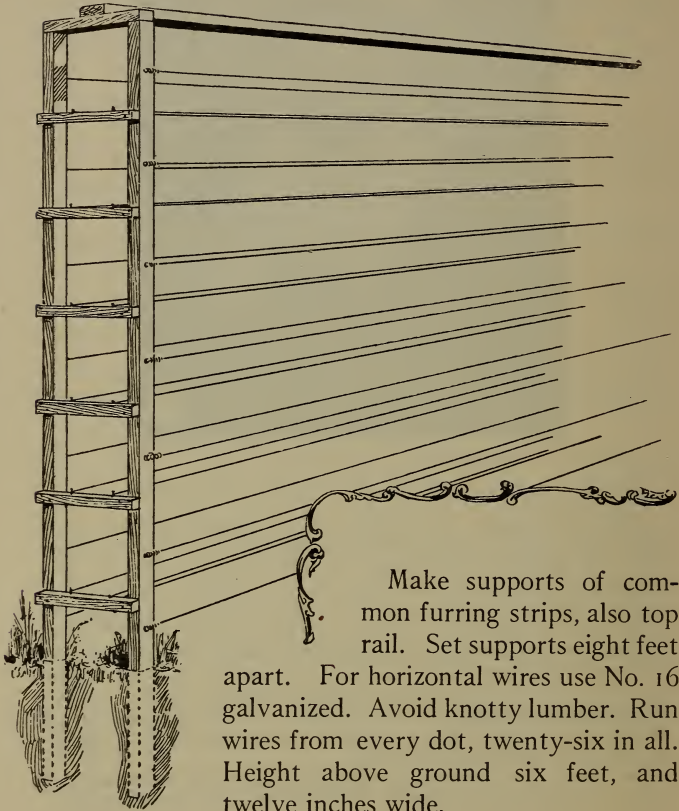 Make supports of com-
mon furring strips, also top
rail. Set supports eight feet
apart. For horizontal wires use No. 16
galvanized. Avoid knotty lumber. Run
wires from every dot, twenty-six in all.
Height above ground six feet, and
twelve inches wide.